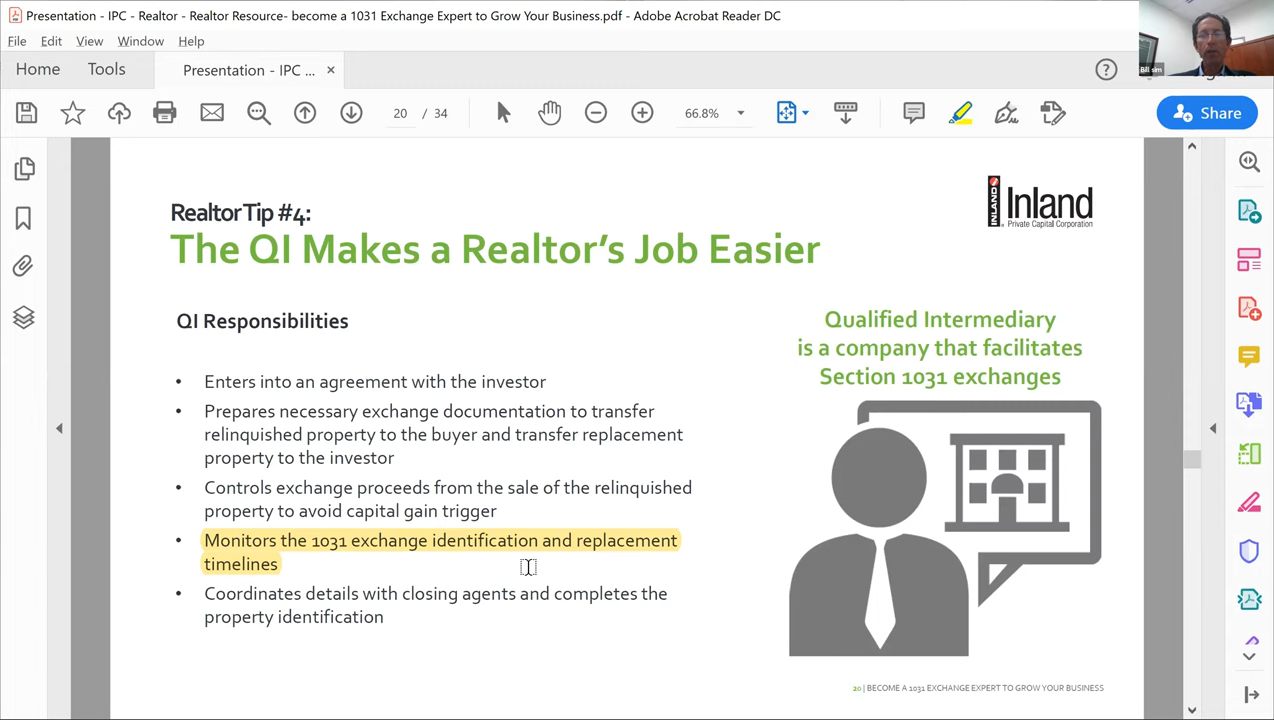 Presentation - IPC - Realtor - Realtor Resource- become a 1031 Exchange Expert to Grow Your Business.pdf - Adobe Acrobat Reader DC
File Edit View Window Help
Home Tools Presentation - IPC ... ×
Bill sim
20 / 34 66.8% Share
INLAND Inland
Private Capital Corporation
Realtor Tip #4:
The QI Makes a Realtor's Job Easier
QI Responsibilities
• Enters into an agreement with the investor
• Prepares necessary exchange documentation to transfer
relinquished property to the buyer and transfer replacement
property to the investor
• Controls exchange proceeds from the sale of the relinquished
property to avoid capital gain trigger
• Monitors the 1031 exchange identification and replacement
timelines
• Coordinates details with closing agents and completes the
property identification
Qualified Intermediary
is a company that facilitates
Section 1031 exchanges
20 | BECOME A 1031 EXCHANGE EXPERT TO GROW YOUR BUSINESS